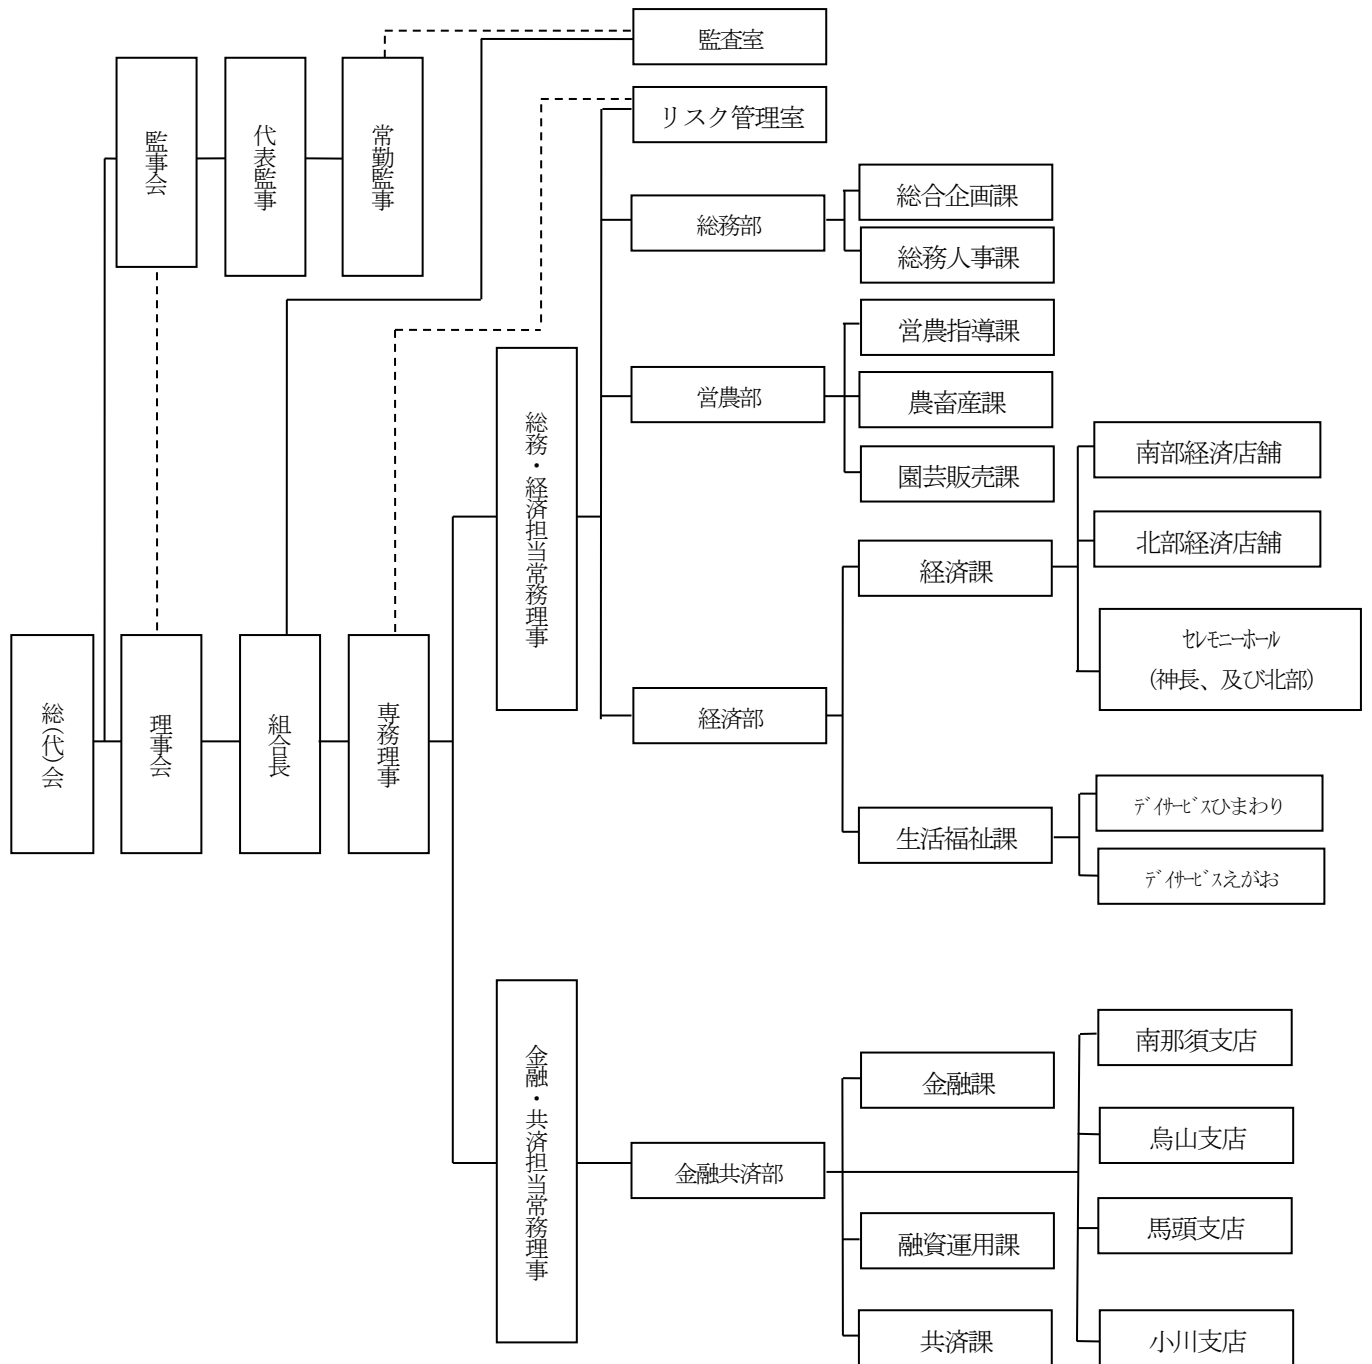 監査室
リスク管理室
監事会
代表監事
常勤監事
総合企画課
総務部
総務人事課
営農指導課
営農部
農畜産課
園芸販売課
総務・経済担当常務理事
南部経済店舗
北部経済店舗
経済課
セレモニーホール
(神長、及び北部)
総(代)会
理事会
組合長
専務理事
経済部
生活福祉課
デイサービスひまわり
デイサービスえがお
金融・共済担当常務理事
金融共済部
金融課
融資運用課
共済課
南那須支店
烏山支店
馬頭支店
小川支店